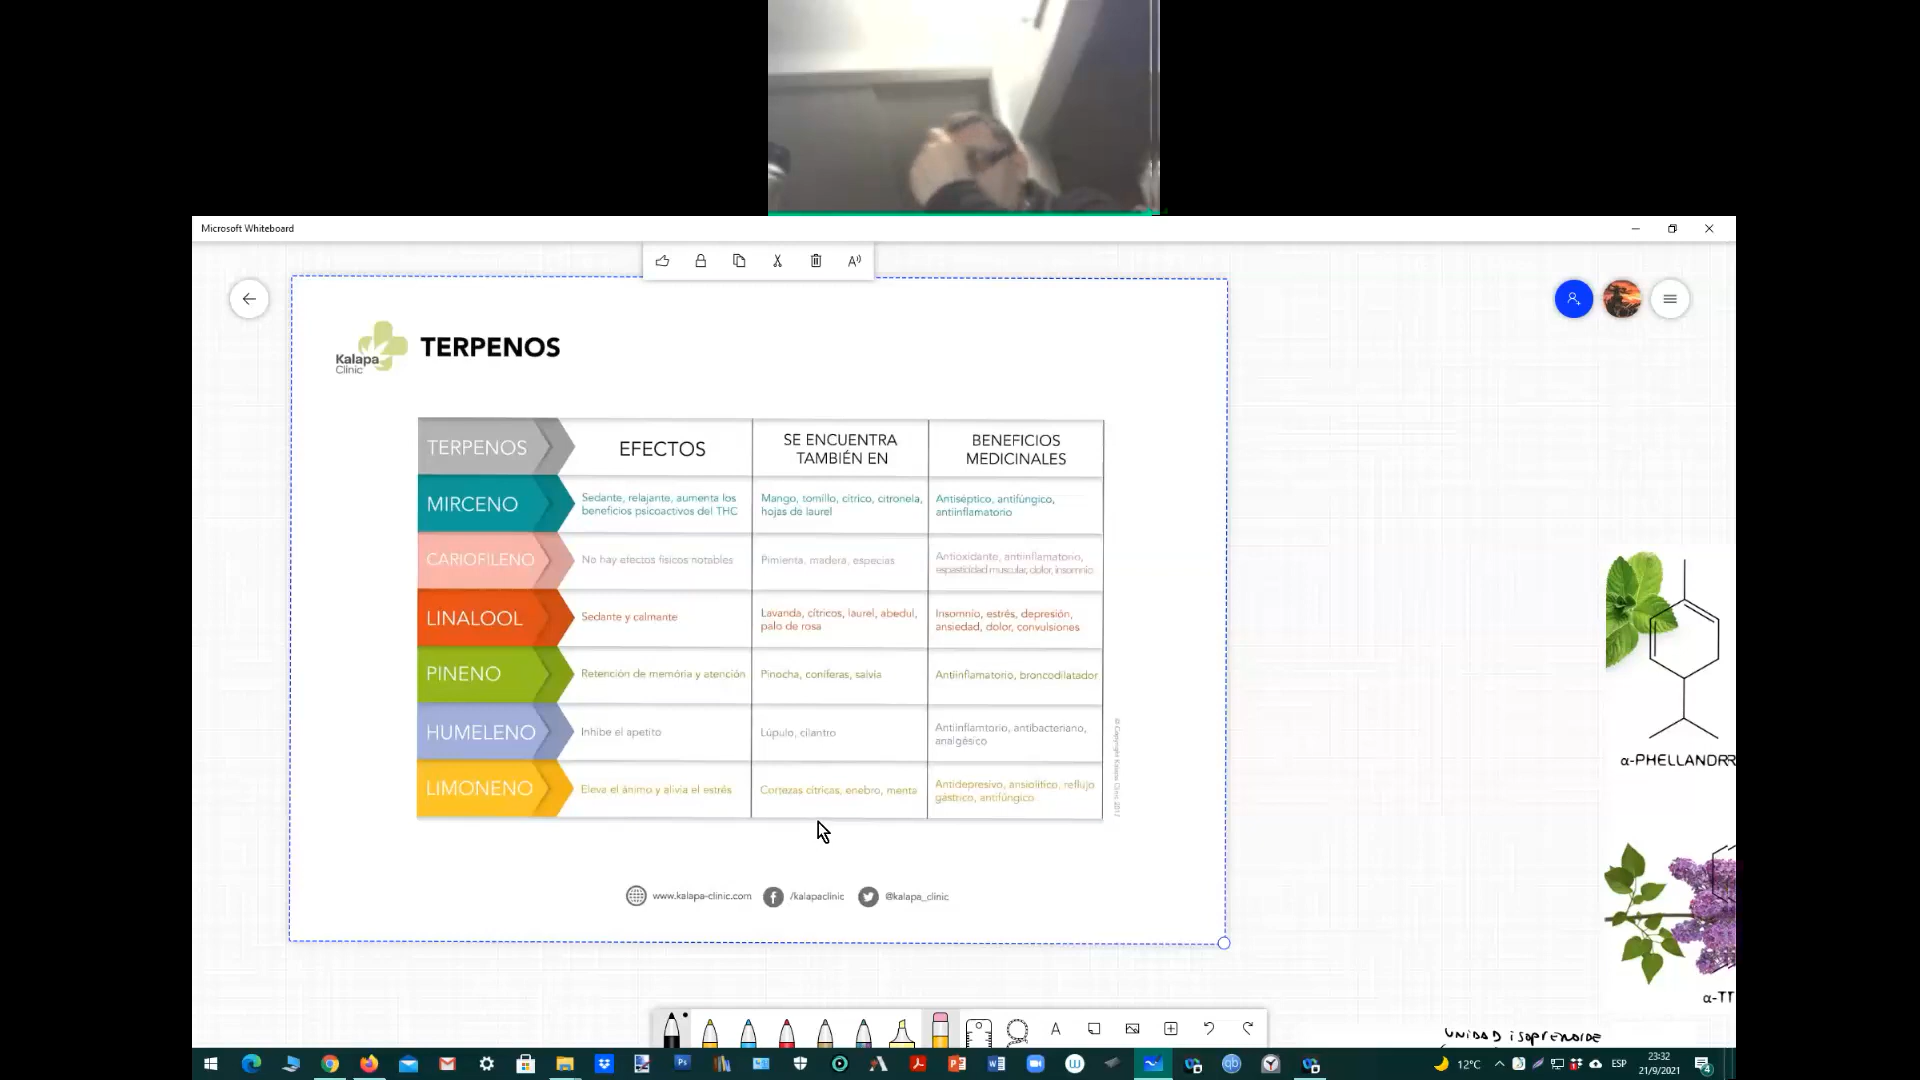 Microsoft Whiteboard
Kalapa
Clinic
TERPENOS
TERPENOS
EFECTOS
SE ENCUENTRA
TAMBIÉN EN
BENEFICIOS
MEDICINALES
MIRCENO
Sedante, relajante, aumenta los
beneficios psicoactivos del THC
Mango, tomillo, cítrico, citronela,
hojas de laurel
Antiséptico, antifúngico,
antiinflamatorio
CARIOFILENO
No hay efectos físicos notables
Pimienta, madera, especias
Antioxidante, antiinflamatorio,
espasticidad muscular, dolor, insomnio
LINALOOL
Sedante y calmante
Lavanda, cítricos, laurel, abedul,
palo de rosa
Insomnio, estrés, depresión,
ansiedad, dolor, convulsiones
PINENO
Retención de memoria y atención
Pinocha, coníferas, salvia
Antiinflamatorio, broncodilatador
HUMELENO
Inhibe el apetito
Lúpulo, cilantro
Antiinflamtorio, antibacteriano,
analgésico
LIMONENO
Eleva el ánimo y alivia el estrés
Cortezas cítricas, enebro, menta
Antidepresivo, ansiolítico, reflujo
gástrico, antifúngico
© Copyright Kalapa Clinic 2017
www.kalapa-clinic.com
/kalapaclinic
@kalapa_clinic
α-PHELLANDR
α-TT
UNIDAD isoprenoide
12°C
ESP
23:32
21/9/2021